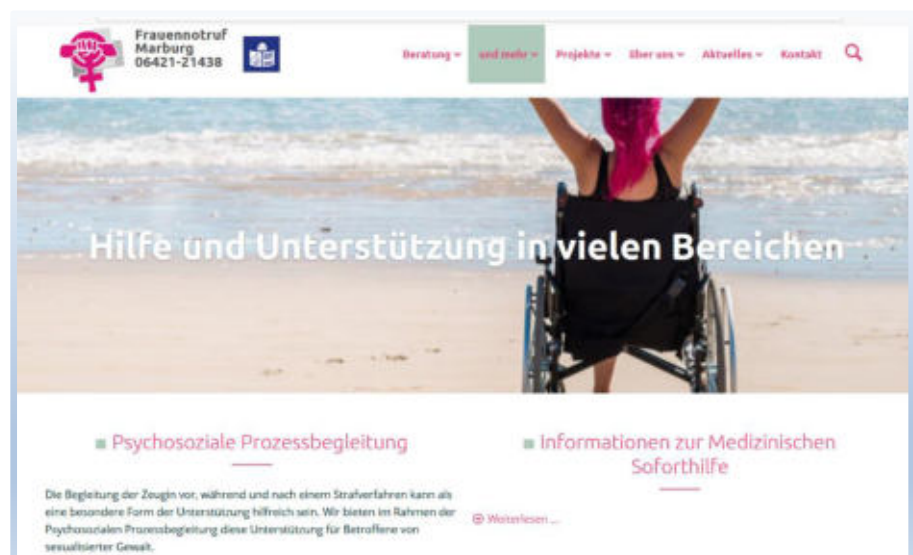 Frauennotruf
Marburg
06421-21438
Beratung
und mehr
Projekte
über uns
Aktuelles
Kontakt
Hilfe und Unterstützung in vielen Bereichen
Psychosoziale Prozessbegleitung
Die Begleitung der Zeugin vor, während und nach einem Strafverfahren kann als
eine besondere Form der Unterstützung hilfreich sein. Wir bieten im Rahmen der
Psychosozialen Prozessbegleitung diese Unterstützung für Betroffene von
sexualisierter Gewalt.
Informationen zur Medizinischen
Soforthilfe
Weiterlesen ...